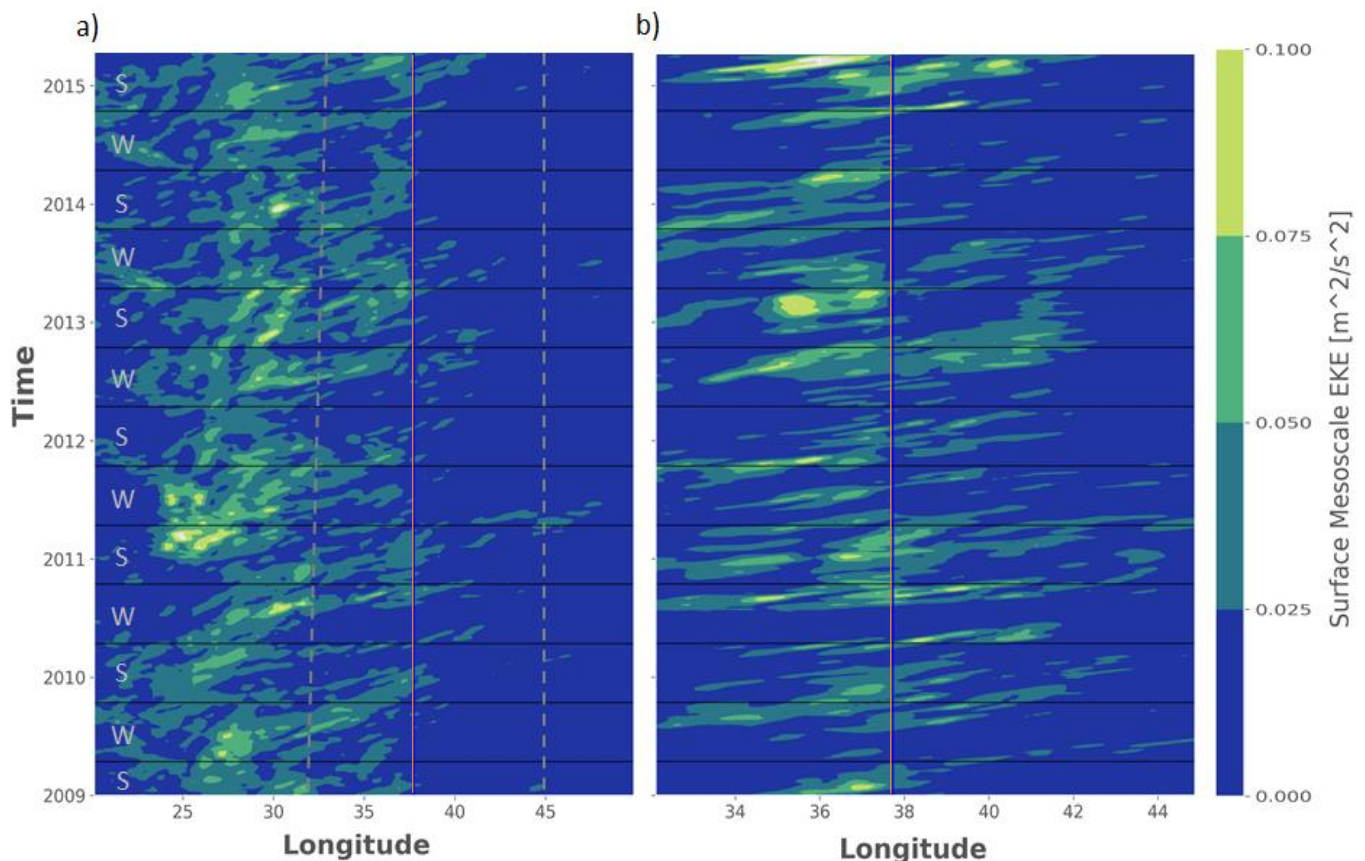 a)
b)
2015
2014
2013
2012
2011
2010
2009
S
W
S
W
S
W
S
W
S
W
S
W
S
Time
25
30
35
40
45
Longitude
34
36
38
40
42
44
Longitude
0.100
0.075
0.050
0.025
0.000
Surface Mesoscale EKE [m^2/s^2]